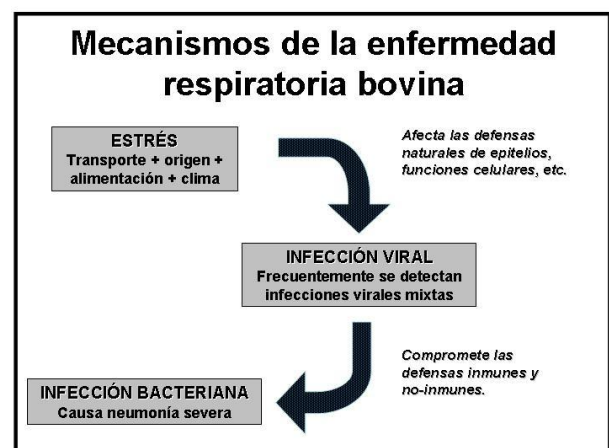 Mecanismos de la enfermedad
respiratoria bovina
ESTRÉS
Transporte + origen +
alimentación + clima
Afecta las defensas
naturales de epitelios,
funciones celulares, etc.
INFECCIÓN VIRAL
Frecuentemente se detectan
infecciones virales mixtas
Compromete las
defensas inmunes y
no-inmunes.
INFECCIÓN BACTERIANA
Causa neumonía severa